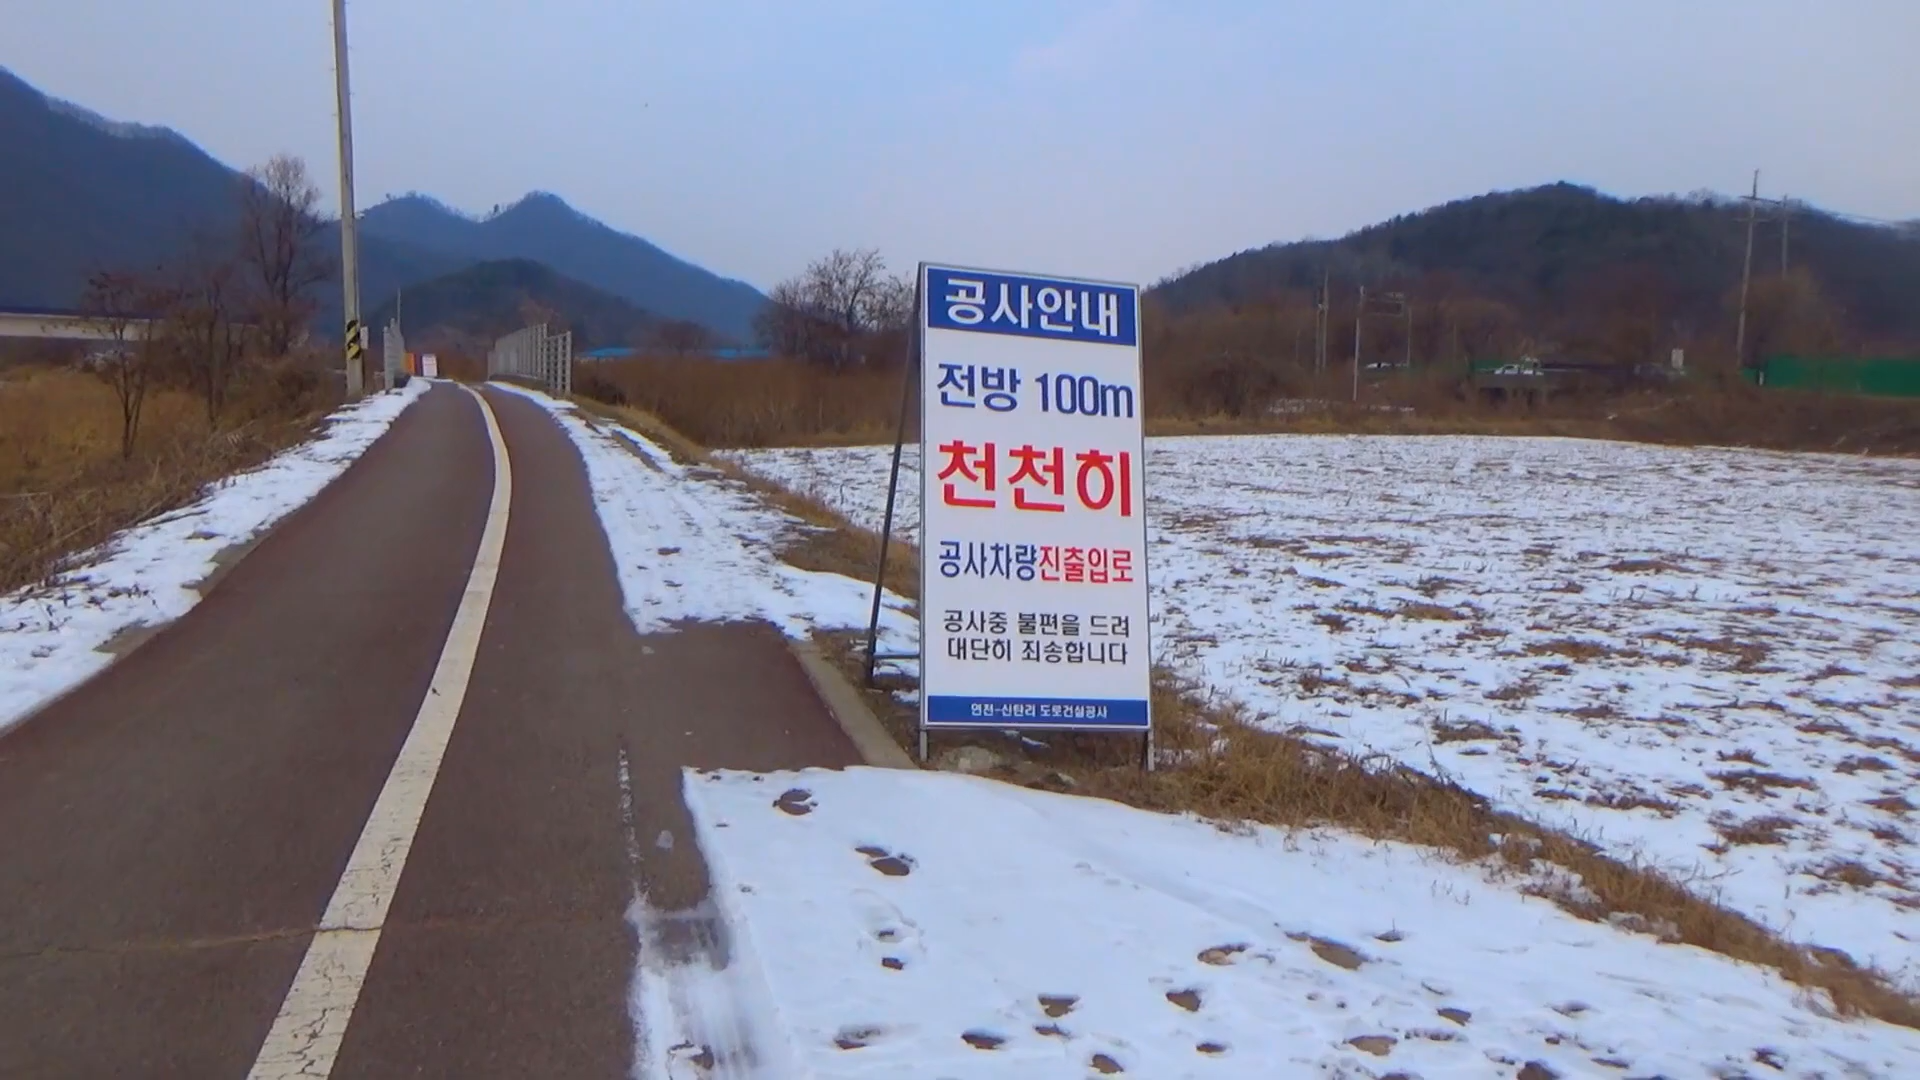 공사안내
전방 100m
천천히
공사차량진출입로
공사중 불편을 드려
대단히 죄송합니다
연천-신탄리 도로건설공사